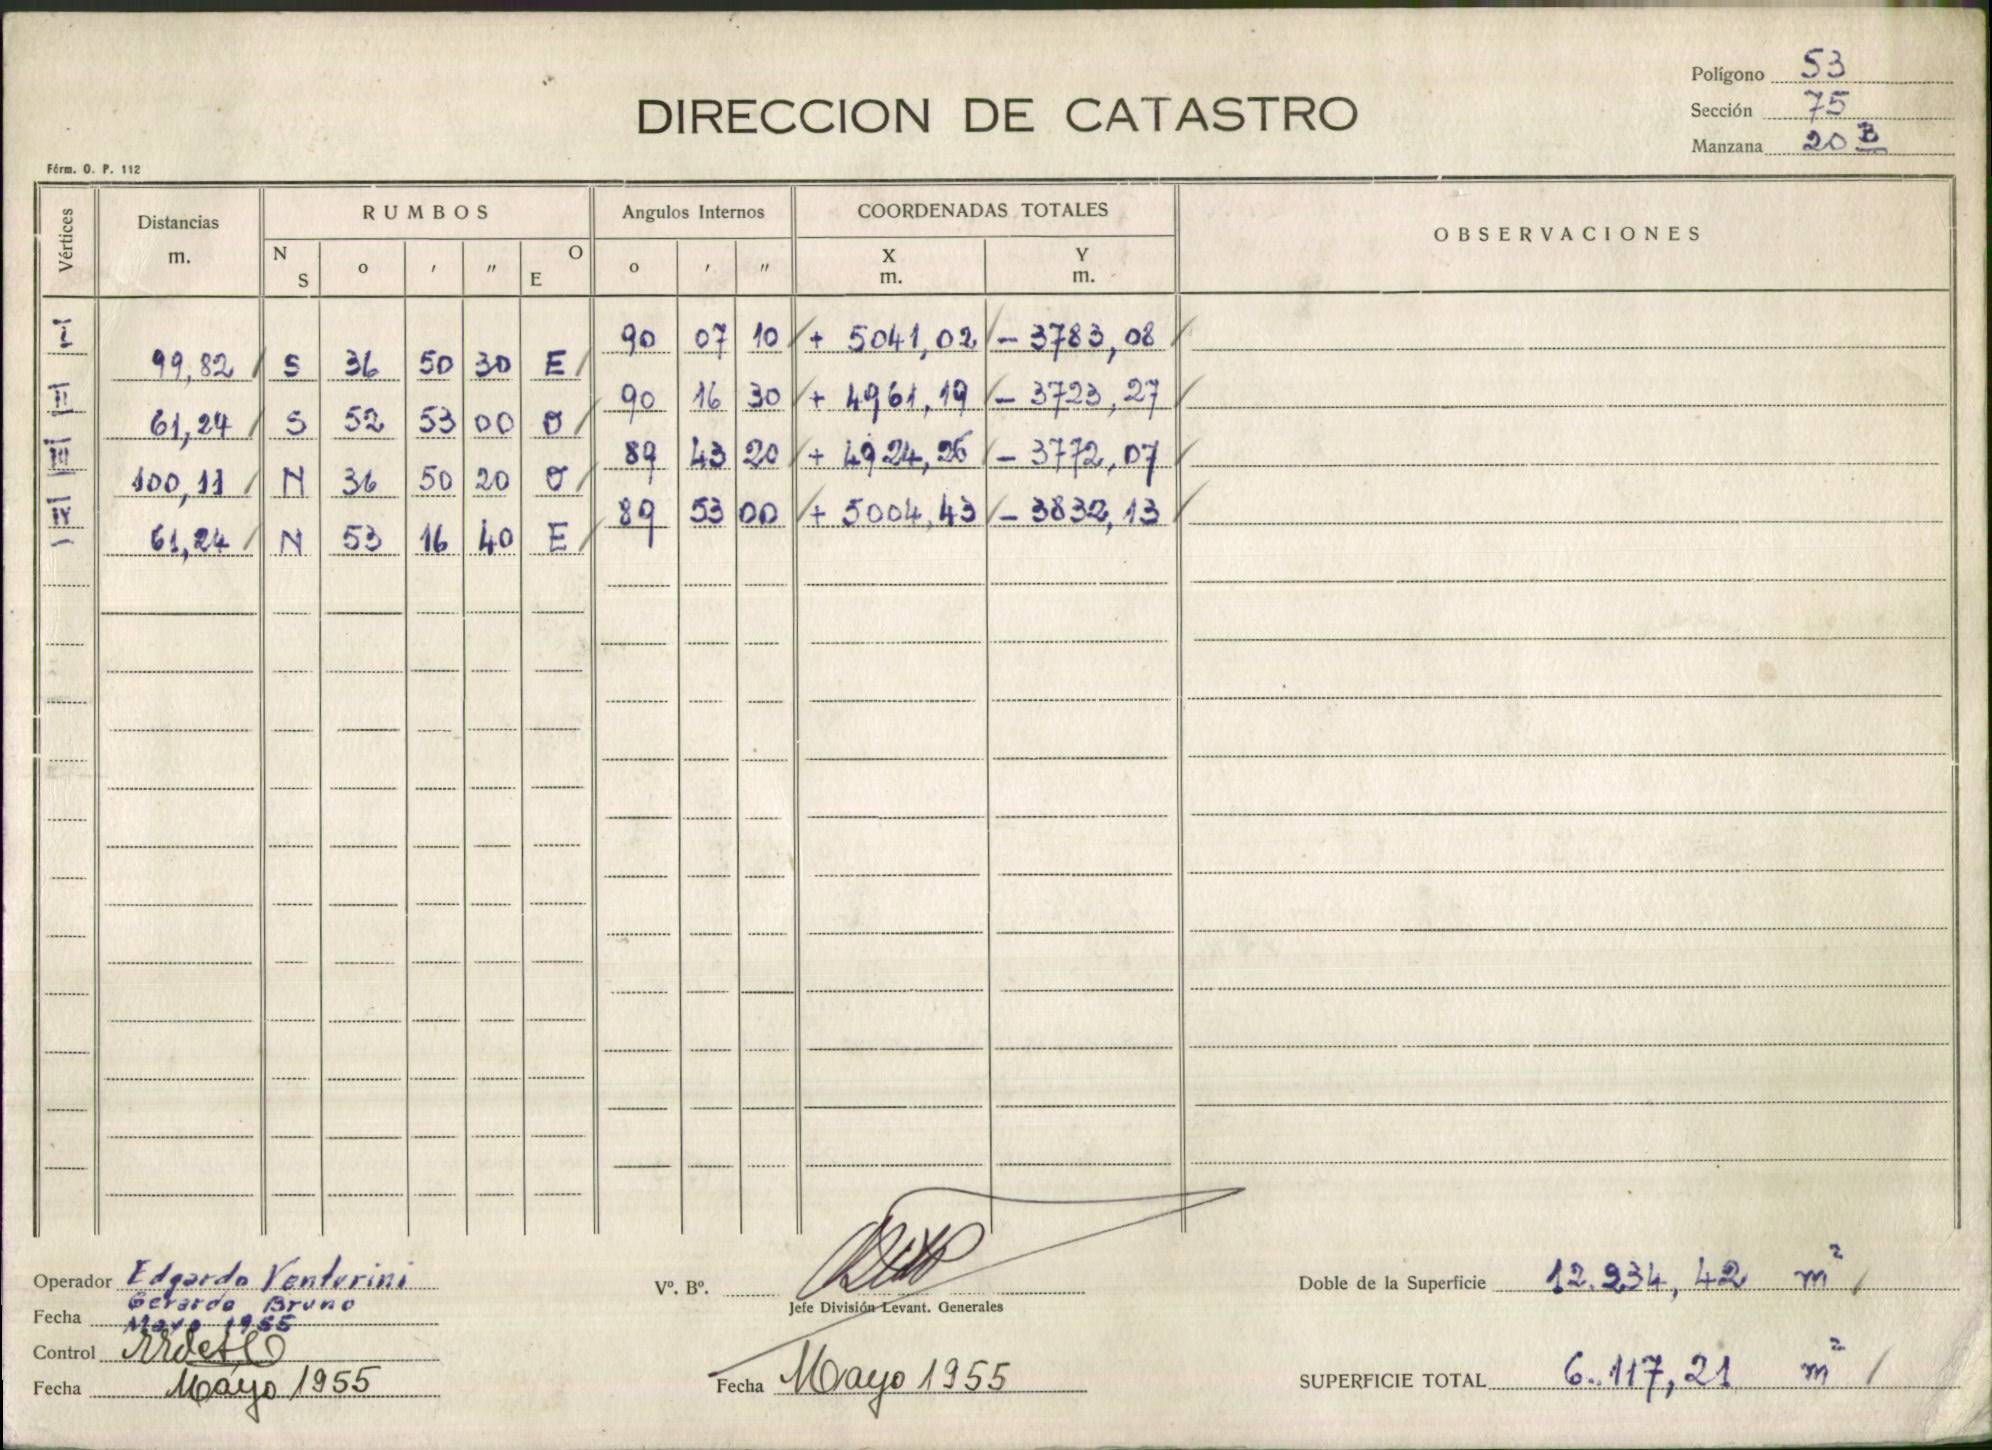 Polígono 53
DIRECCION DE CATASTRO
Sección 75
Manzana 20 B
Fórm. O. P. 112
Vértices Distancias m. RUMBOS Angulos Internos COORDENADAS TOTALES OBSERVACIONES
N S o ′ ″ O E o ′ ″ X m. Y m.
I 90 07 10 + 5041,02 - 3783,08
99,82 S 36 50 30 E
II 90 16 30 + 4961,19 - 3723,27
61,24 S 52 53 00 O
III 89 43 20 + 4924,26 - 3772,07
100,11 N 36 50 20 O
IV 89 53 00 + 5004,43 - 3832,13
I 61,24 N 53 16 40 E
Operador Edgardo Venturini
Gerardo Bruno
Fecha Mayo 1955
Control
Fecha Mayo 1955
Vº. Bº.
Jefe División Levant. Generales
Fecha Mayo 1955
Doble de la Superficie 12.234,42 m²
SUPERFICIE TOTAL 6.117,21 m²